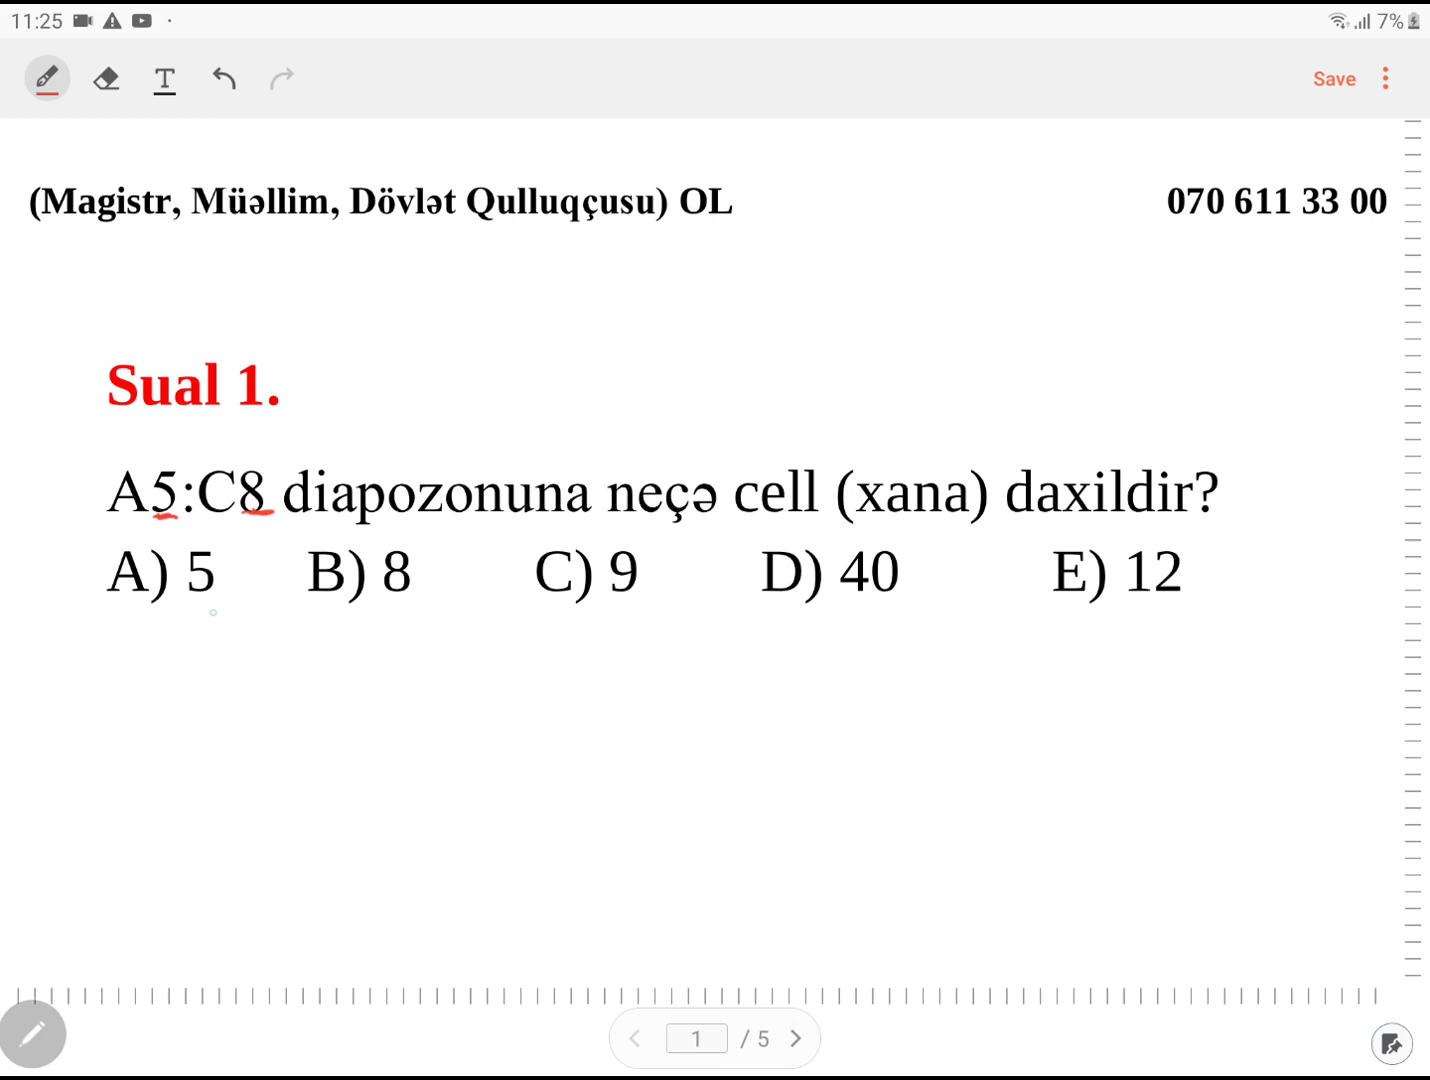 11:25 7%
T Save
(Magistr, Müəllim, Dövlət Qulluqçusu) OL 070 611 33 00
Sual 1.
A5:C8 diapozonuna neçə cell (xana) daxildir?
A) 5 B) 8 C) 9 D) 40 E) 12
1 / 5